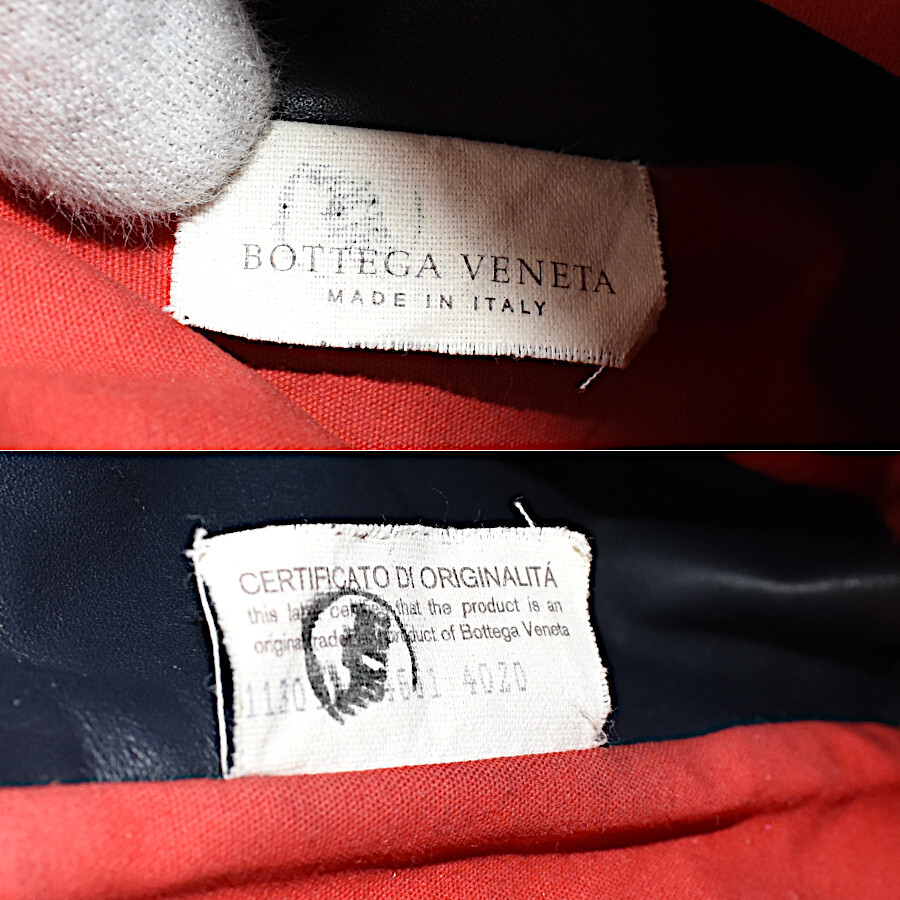 BOTTEGA VENETA
MADE IN ITALY
CERTIFICATO DI ORIGINALITÁ
this that the product is an
original product of Bottega Veneta
4020